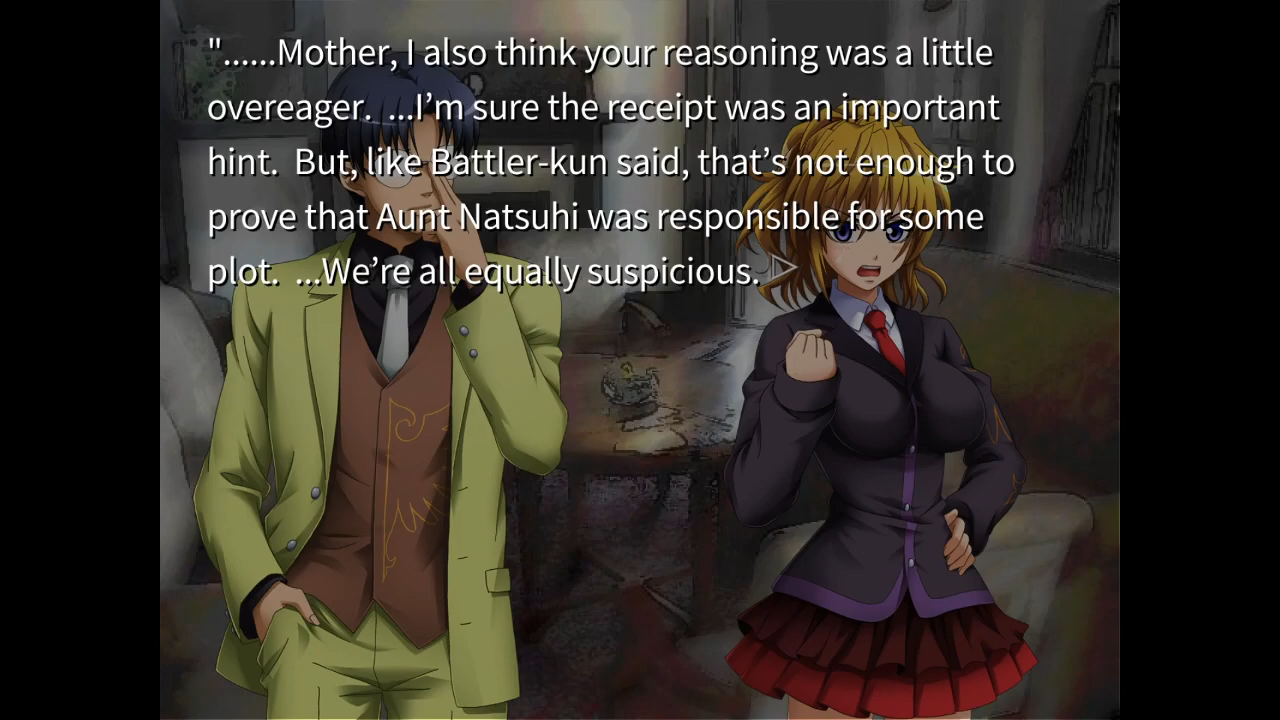 "......Mother, I also think your reasoning was a little
overeager.  ...I’m sure the receipt was an important
hint.  But, like Battler-kun said, that’s not enough to
prove that Aunt Natsuhi was responsible for some
plot.  ...We’re all equally suspicious.